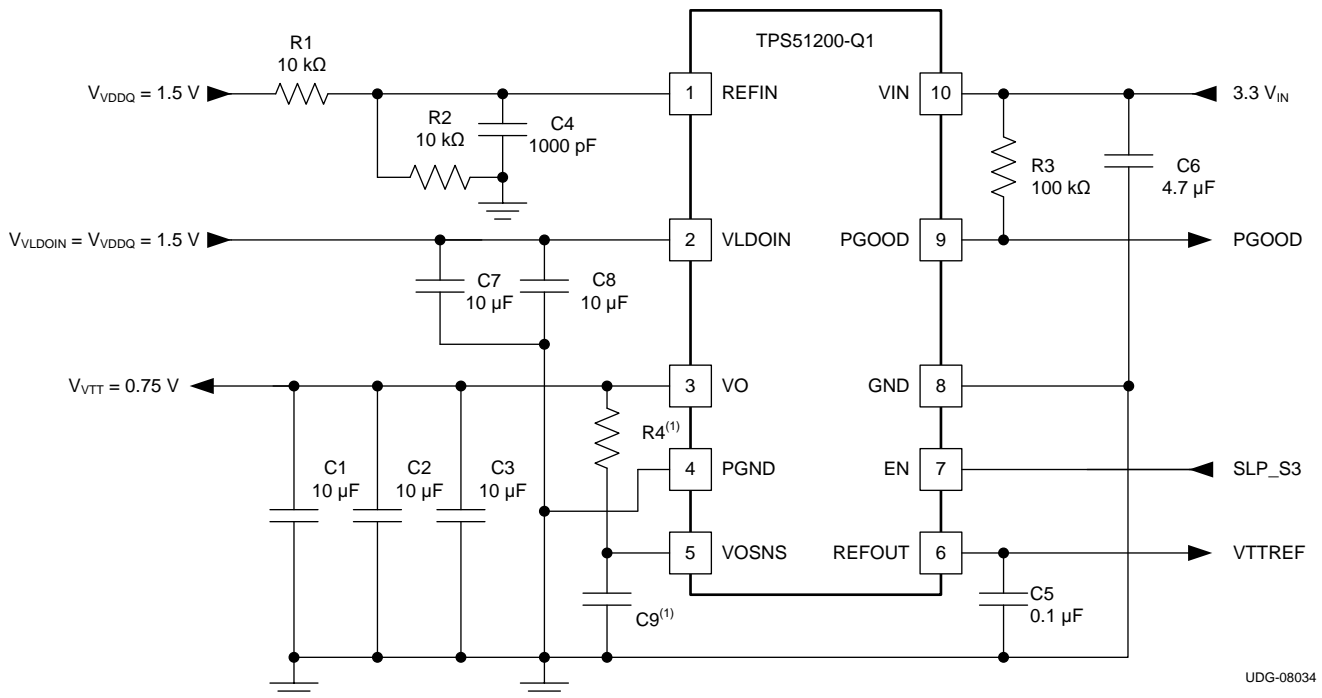 TPS51200-Q1
R1
10 kΩ
V_VDDQ = 1.5 V
1
REFIN
VIN
10
3.3 V_IN
R2
10 kΩ
C4
1000 pF
R3
100 kΩ
C6
4.7 µF
V_VLDOIN = V_VDDQ = 1.5 V
2
VLDOIN
PGOOD
9
PGOOD
C7
10 µF
C8
10 µF
V_VTT = 0.75 V
3
VO
GND
8
R4(1)
C1
10 µF
C2
10 µF
C3
10 µF
4
PGND
EN
7
SLP_S3
5
VOSNS
REFOUT
6
VTTREF
C9(1)
C5
0.1 µF
UDG-08034